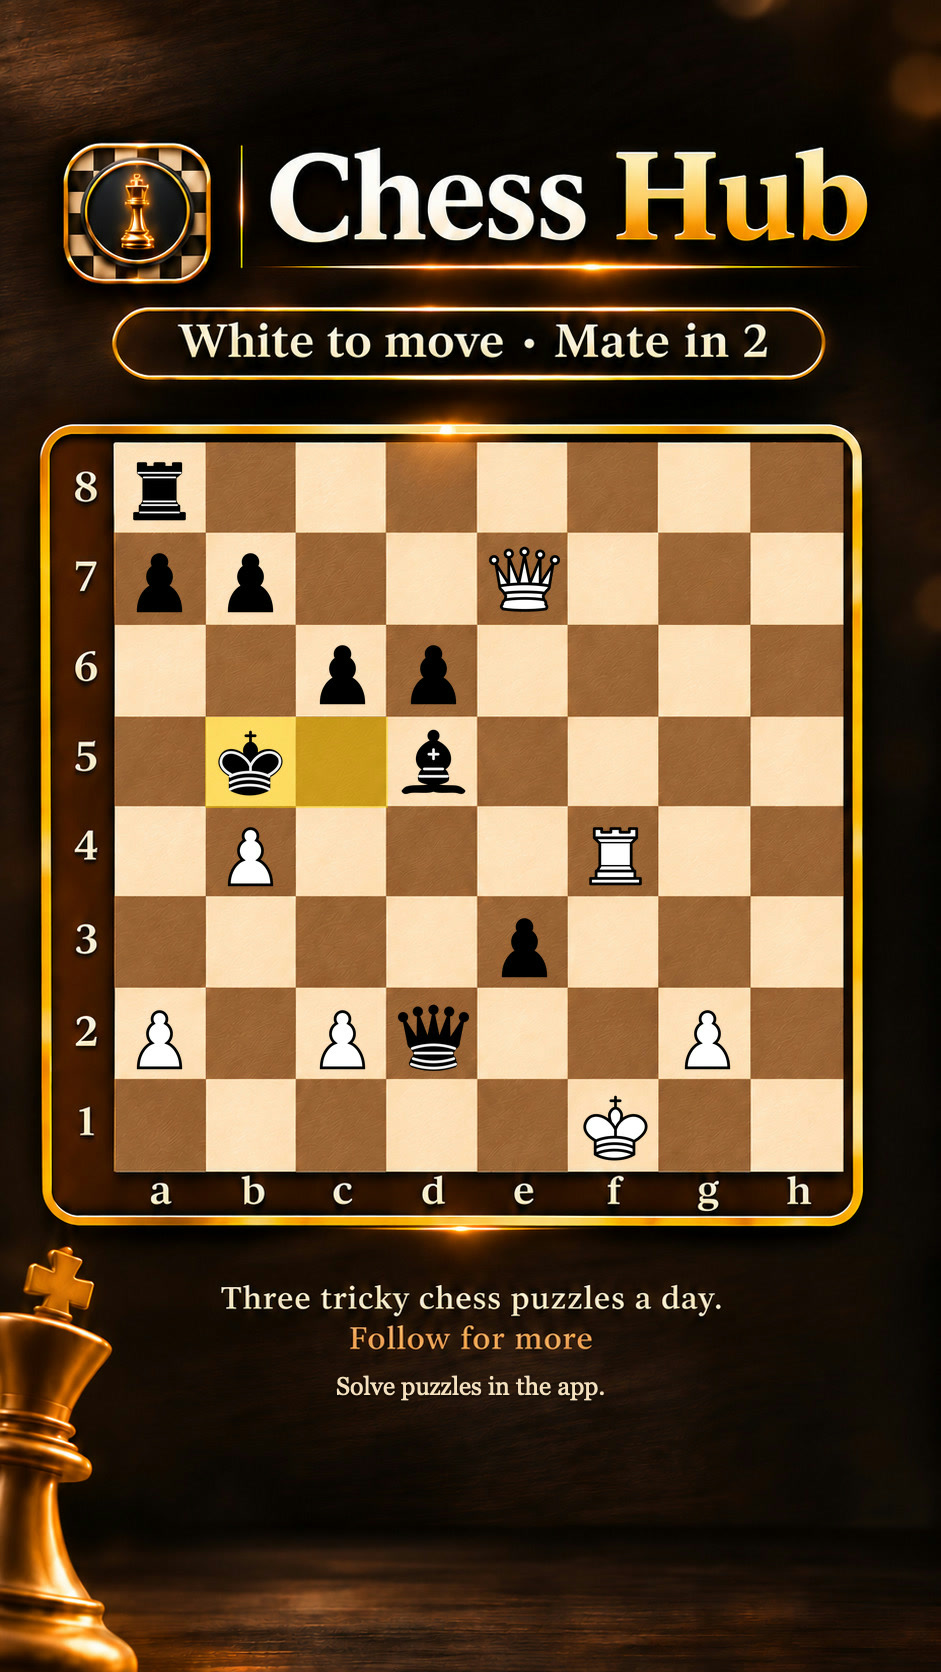 Chess Hub
White to move • Mate in 2
8
7
6
5
4
3
2
1
a b c d e f g h
Three tricky chess puzzles a day.
Follow for more
Solve puzzles in the app.